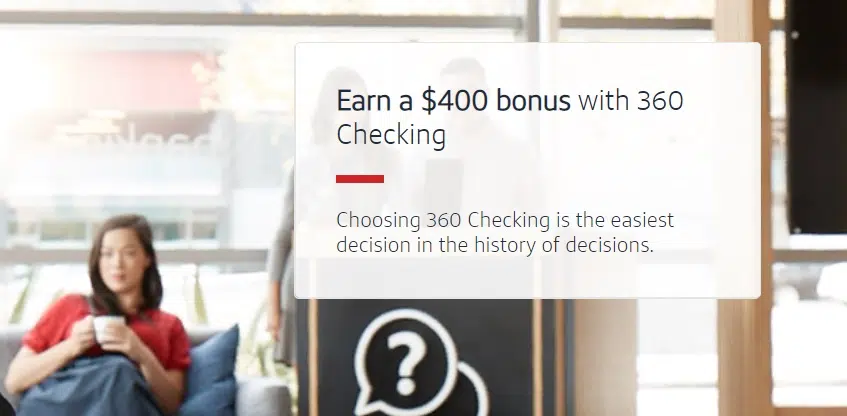 Earn a $400 bonus with 360
Checking
Choosing 360 Checking is the easiest
decision in the history of decisions.
?